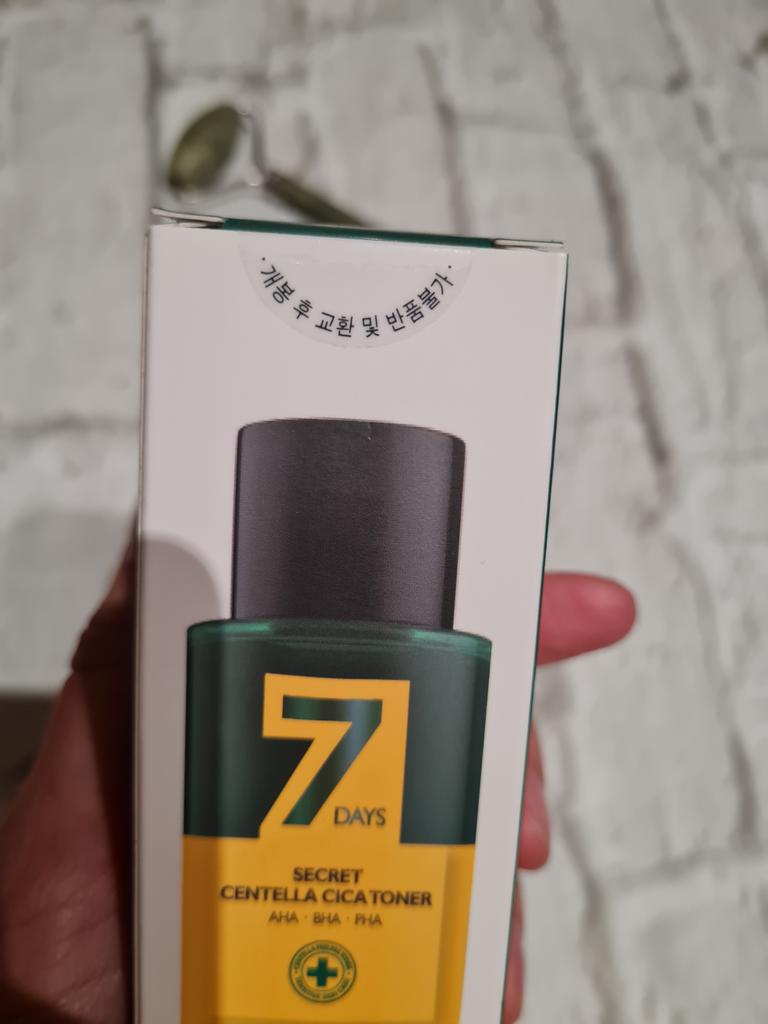 ·개봉 후 교환 및 반품불가·
7
DAYS
SECRET
CENTELLA CICA TONER
AHA · BHA · PHA